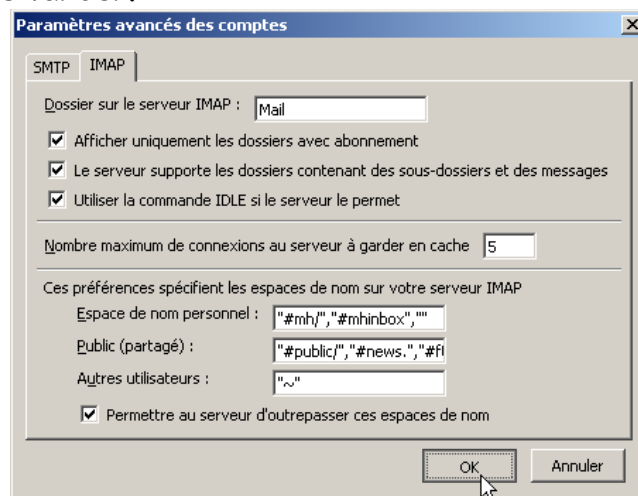 Paramètres avancés des comptes
SMTP IMAP
Dossier sur le serveur IMAP : Mail
Afficher uniquement les dossiers avec abonnement
Le serveur supporte les dossiers contenant des sous-dossiers et des messages
Utiliser la commande IDLE si le serveur le permet
Nombre maximum de connexions au serveur à garder en cache 5
Ces préférences spécifient les espaces de nom sur votre serveur IMAP
Espace de nom personnel : "#mh/","#mhinbox",""
Public (partagé) : "#public/","#news.","#ft
Autres utilisateurs : "~"
Permettre au serveur d'outrepasser ces espaces de nom
OK Annuler